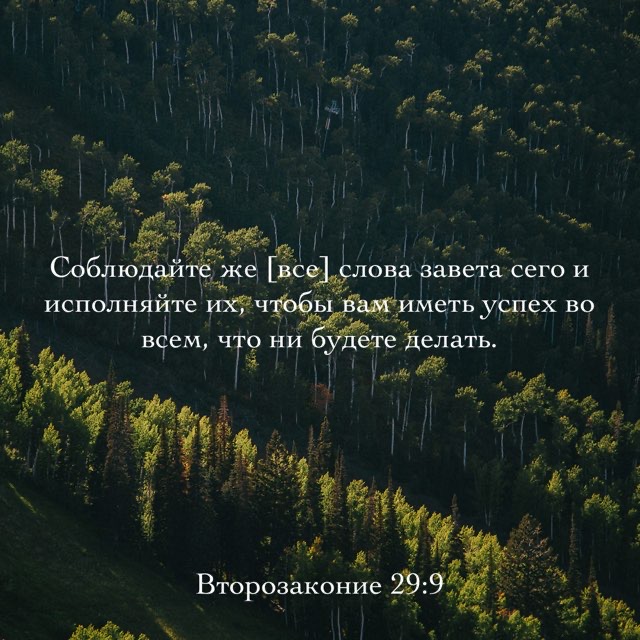 Соблюдайте же [все] слова завета сего и
исполняйте их, чтобы вам иметь успех во
всем, что ни будете делать.
Второзаконие 29:9